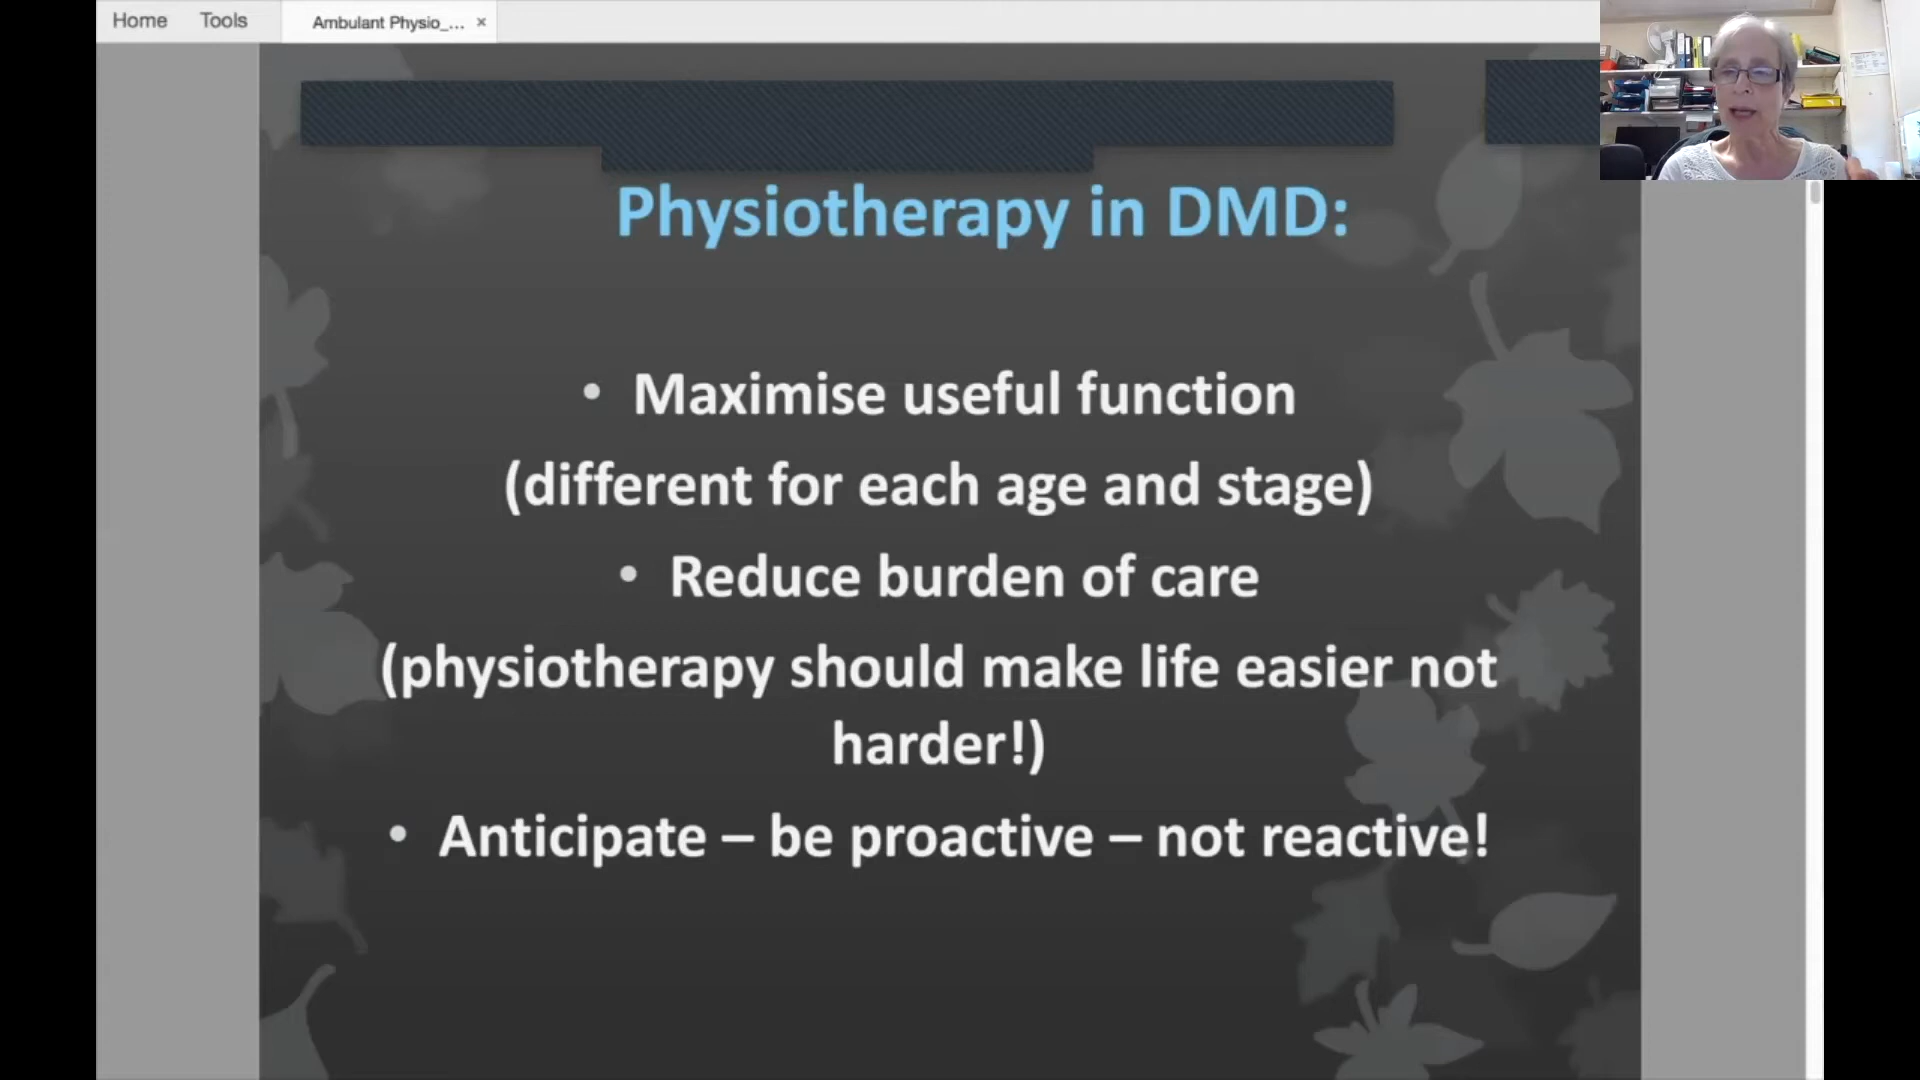 Home Tools Ambulant Physio_... ×
Physiotherapy in DMD:
• Maximise useful function
(different for each age and stage)
• Reduce burden of care
(physiotherapy should make life easier not
harder!)
• Anticipate – be proactive – not reactive!